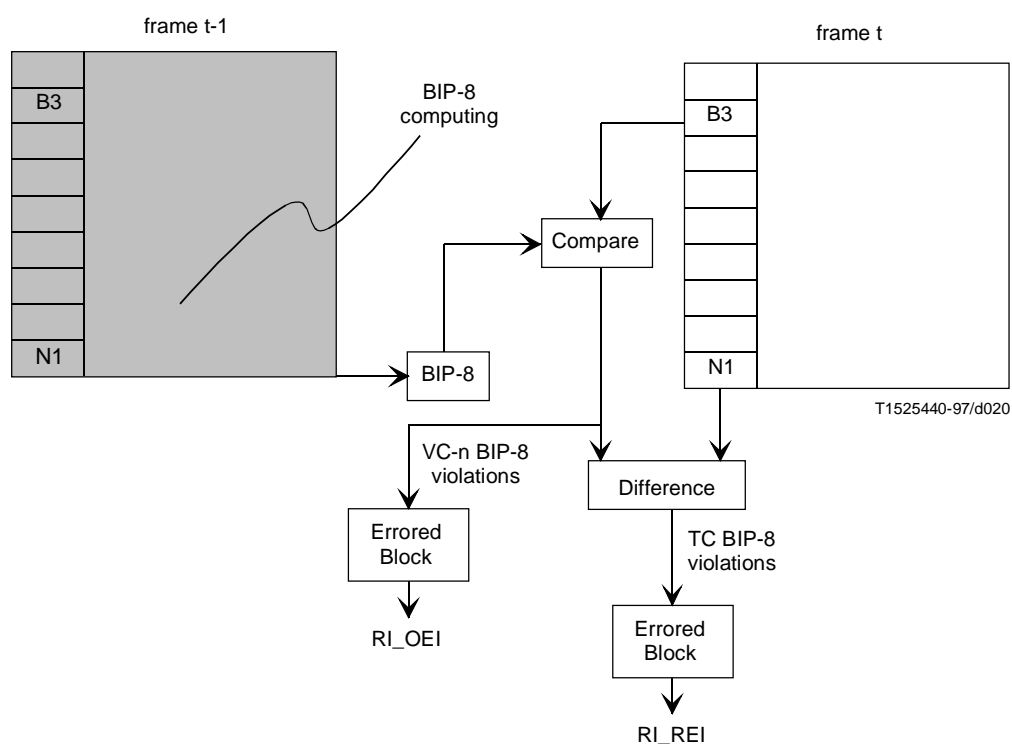 frame t-1
frame t
B3
BIP-8
computing
B3
Compare
N1
BIP-8
N1
T1525440-97/d020
VC-n BIP-8
violations
Difference
Errored
Block
TC BIP-8
violations
RI_OEI
Errored
Block
RI_REI